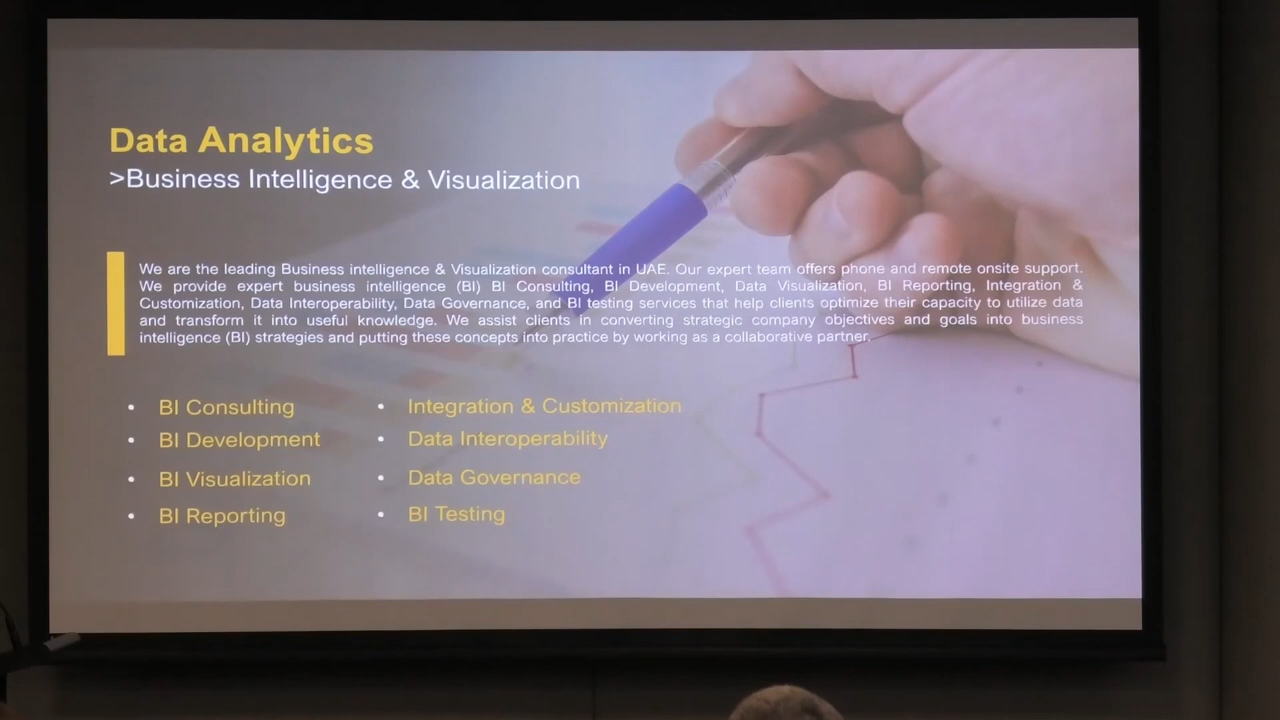 Data Analytics
>Business Intelligence & Visualization
We are the leading Business intelligence & Visualization consultant in UAE. Our expert team offers phone and remote onsite support.
We provide expert business intelligence (BI) BI Consulting, BI Development, Data Visualization, BI Reporting, Integration &
Customization, Data Interoperability, Data Governance, and BI testing services that help clients optimize their capacity to utilize data
and transform it into useful knowledge. We assist clients in converting strategic company objectives and goals into business
intelligence (BI) strategies and putting these concepts into practice by working as a collaborative partner.
• BI Consulting
• BI Development
• BI Visualization
• BI Reporting
• Integration & Customization
• Data Interoperability
• Data Governance
• BI Testing